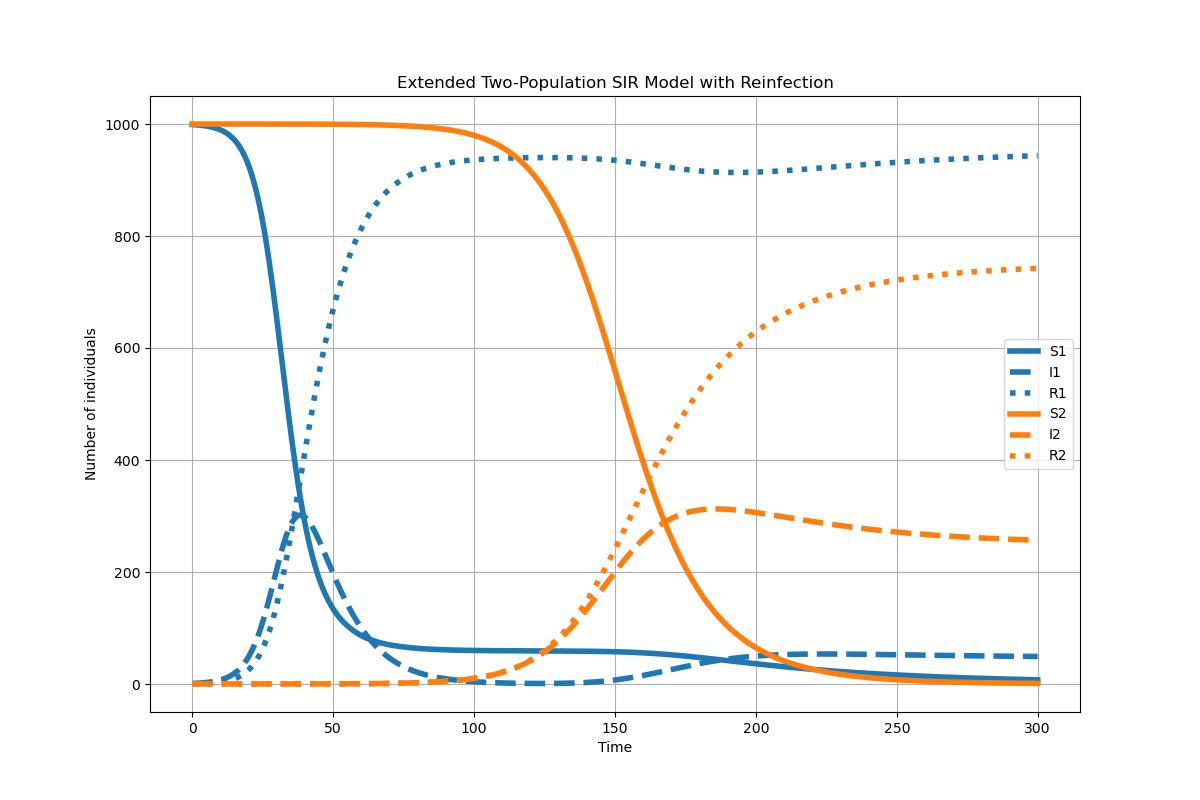 Extended Two-Population SIR Model with Reinfection
Number of individuals
1000
800
600
400
200
0
S1
I1
R1
S2
I2
R2
0 50 100 150 200 250 300
Time